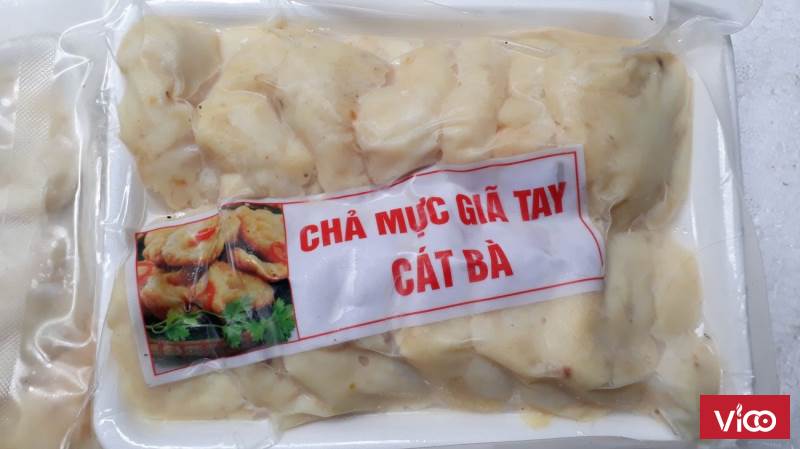 CHẢ MỰC GIÃ TAY
CÁT BÀ
ViCO